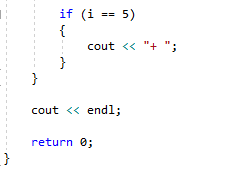 if (i == 5)
{
cout << "+ ";
}
}
cout << endl;
return 0;
}